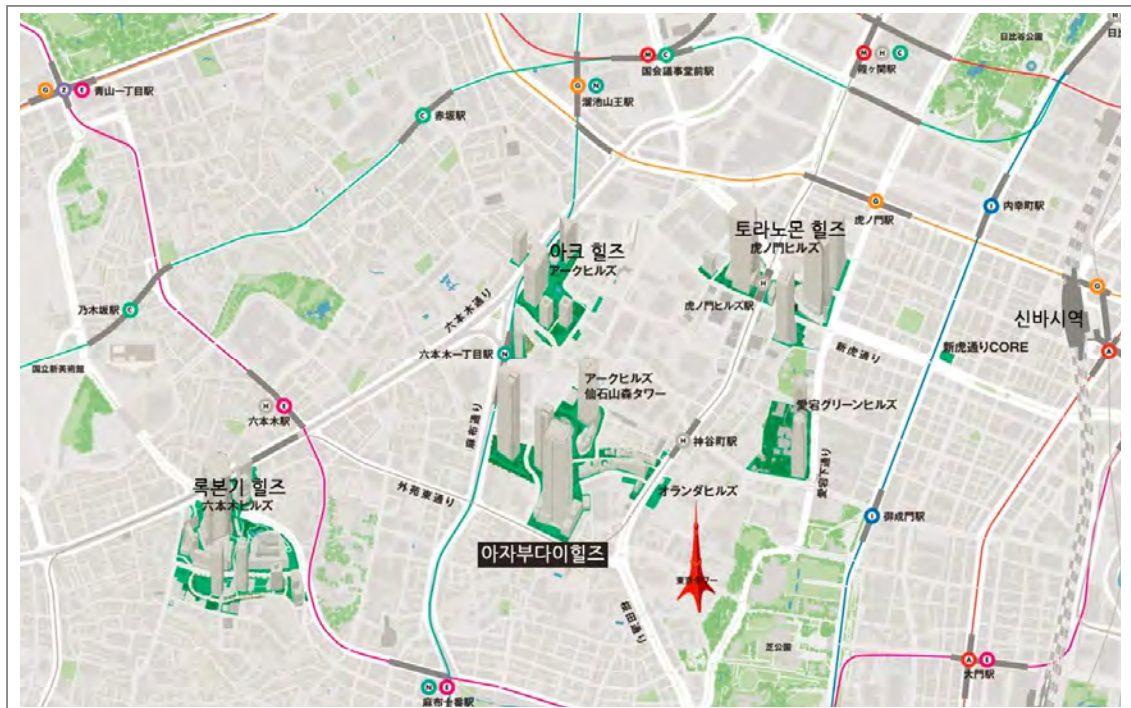 日比谷公園
H
日比
M C
国会議事堂前駅
M H C
霞ヶ関駅
G Z E 青山一丁目駅
G N
溜池山王駅
C 赤坂駅
G
虎ノ門駅
I 内幸町駅
아크 힐즈
アークヒルズ
토라노몬 힐즈
虎ノ門ヒルズ
H
虎ノ門ヒルズ駅
G
乃木坂駅 C
六本木通り
신바시역
新虎通り
新虎通りCORE
A
六本木一丁目駅 N
国立新美術館
アークヒルズ
仙石山森タワー
H E
六本木駅
愛宕グリーンヒルズ
麻布通り
H 神谷町駅
外苑東通り
愛宕下通り
록본기 힐즈
六本木ヒルズ
オランダヒルズ
I 御成門駅
아자부다이힐즈
東京タワー
桜田通り
芝公園
A E
大門駅
N E
麻布十番駅